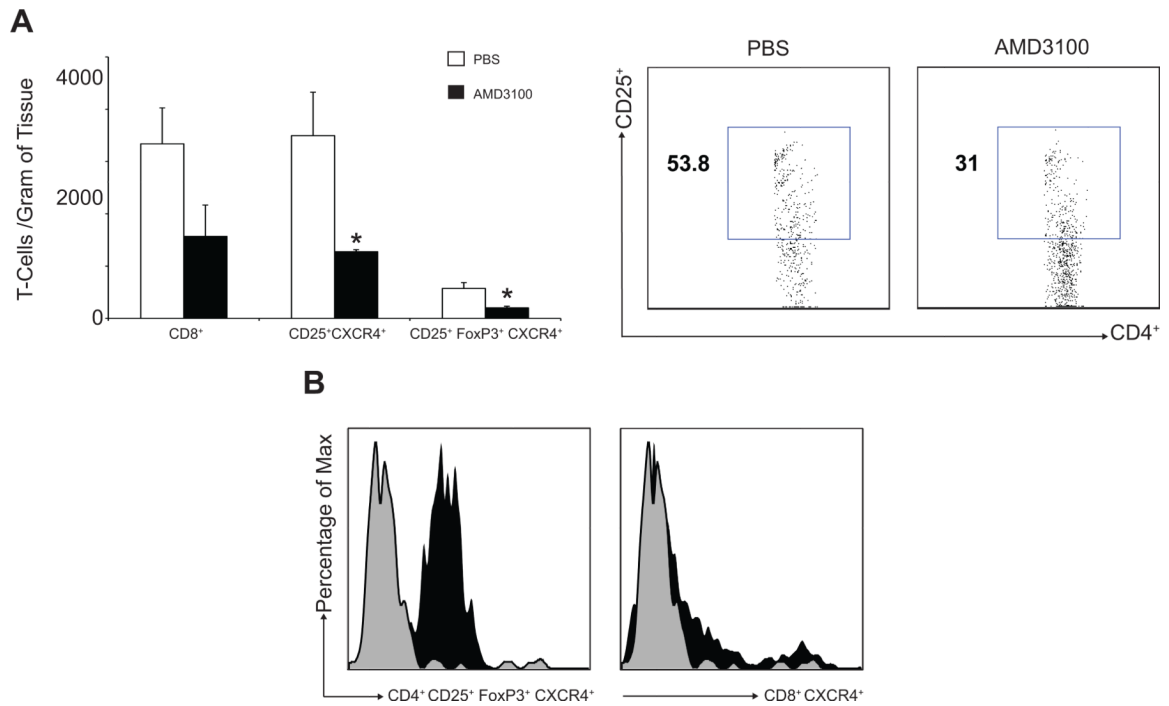 A
T-Cells /Gram of Tissue
4000
2000
0
PBS
AMD3100
*
*
CD8⁺
CD25⁺CXCR4⁺
CD25⁺ FoxP3⁺ CXCR4⁺
PBS
AMD3100
CD25⁺
53.8
31
CD4⁺
B
Percentage of Max
CD4⁺ CD25⁺ FoxP3⁺ CXCR4⁺
CD8⁺ CXCR4⁺